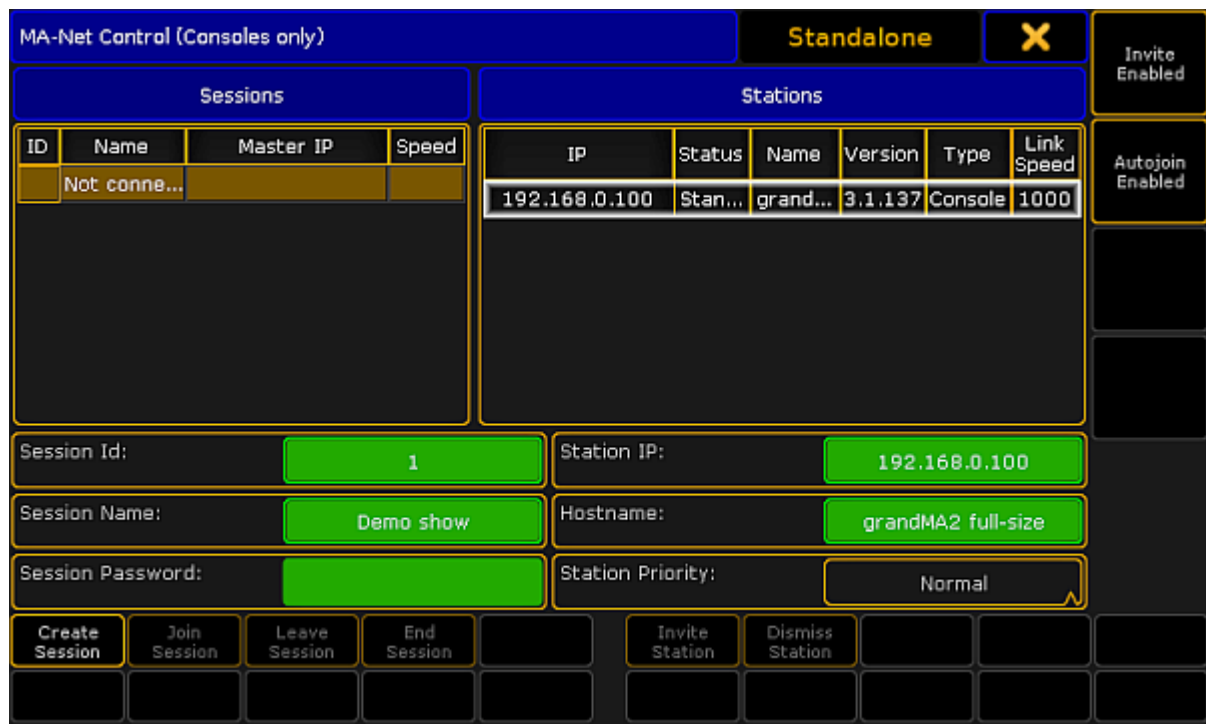 MA-Net Control (Consoles only)
Standalone
Invite
Enabled
Sessions
Stations
Autojoin
Enabled
ID Name Master IP Speed
Not conne...
IP Status Name Version Type Link Speed
192.168.0.100 Stan... grand... 3.1.137 Console 1000
Session Id: 1
Station IP: 192.168.0.100
Session Name: Demo show
Hostname: grandMA2 full-size
Session Password:
Station Priority: Normal
Create
Session
Join
Session
Leave
Session
End
Session
Invite
Station
Dismiss
Station